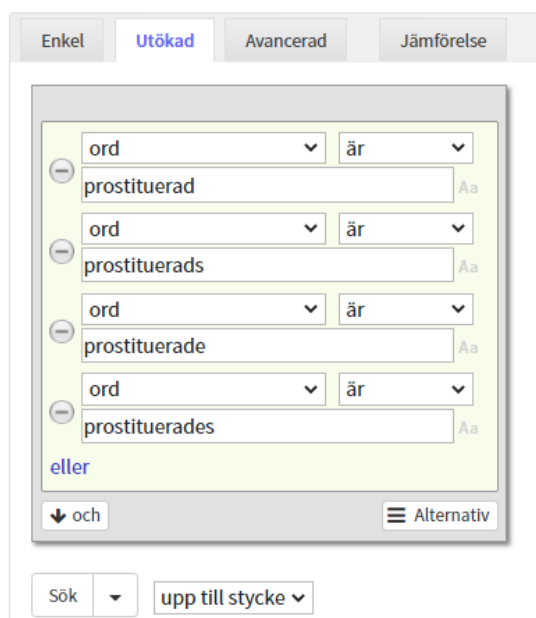 Enkel Utökad Avancerad Jämförelse
ord är
prostituerad Aa
ord är
prostituerads Aa
ord är
prostituerade Aa
ord är
prostituerades Aa
eller
och Alternativ
Sök upp till stycke